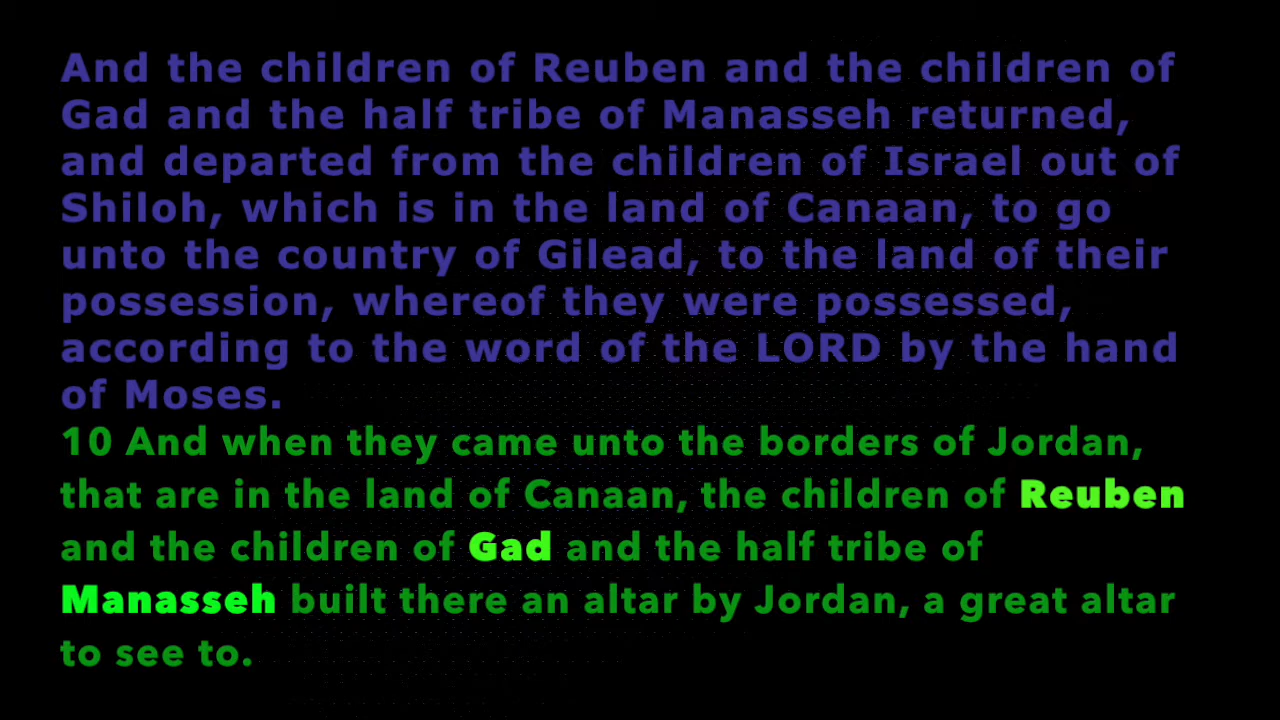 And the children of Reuben and the children of
Gad and the half tribe of Manasseh returned,
and departed from the children of Israel out of
Shiloh, which is in the land of Canaan, to go
unto the country of Gilead, to the land of their
possession, whereof they were possessed,
according to the word of the LORD by the hand
of Moses.
10 And when they came unto the borders of Jordan,
that are in the land of Canaan, the children of Reuben
and the children of Gad and the half tribe of
Manasseh built there an altar by Jordan, a great altar
to see to.